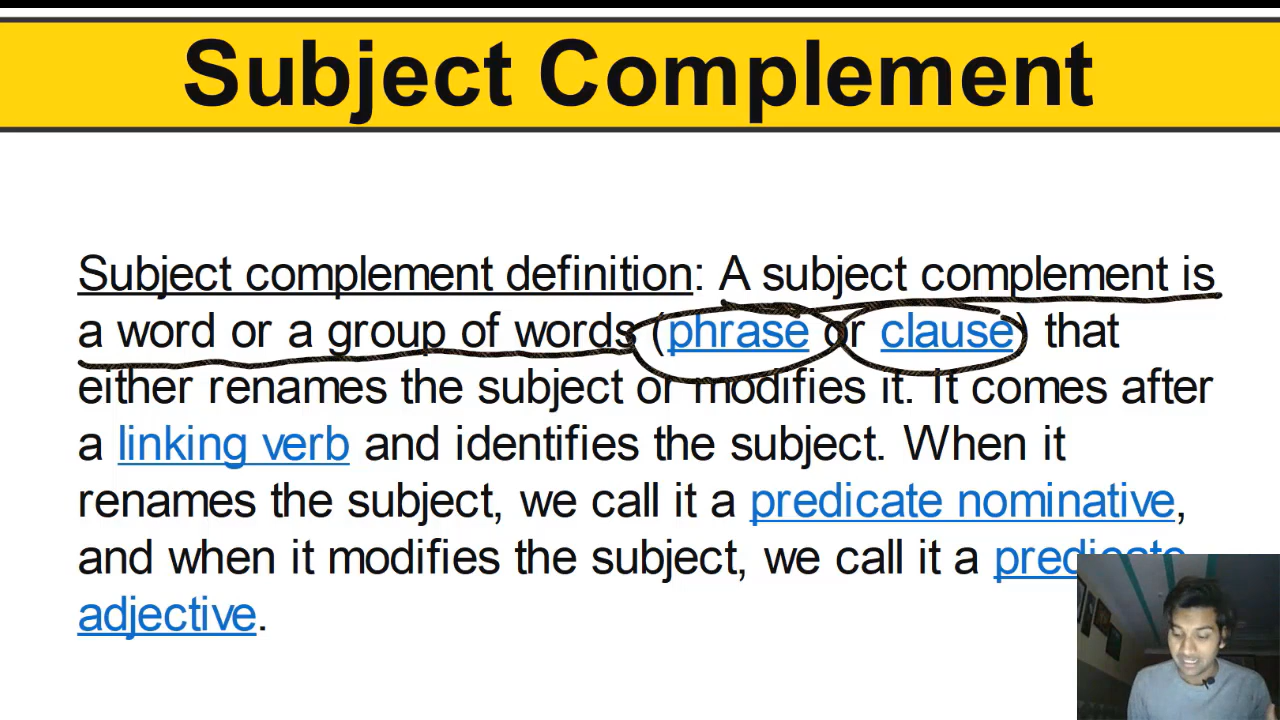 Subject Complement
Subject complement definition: A subject complement is
a word or a group of words (phrase or clause) that
either renames the subject or modifies it. It comes after
a linking verb and identifies the subject. When it
renames the subject, we call it a predicate nominative,
and when it modifies the subject, we call it a predicate
adjective.